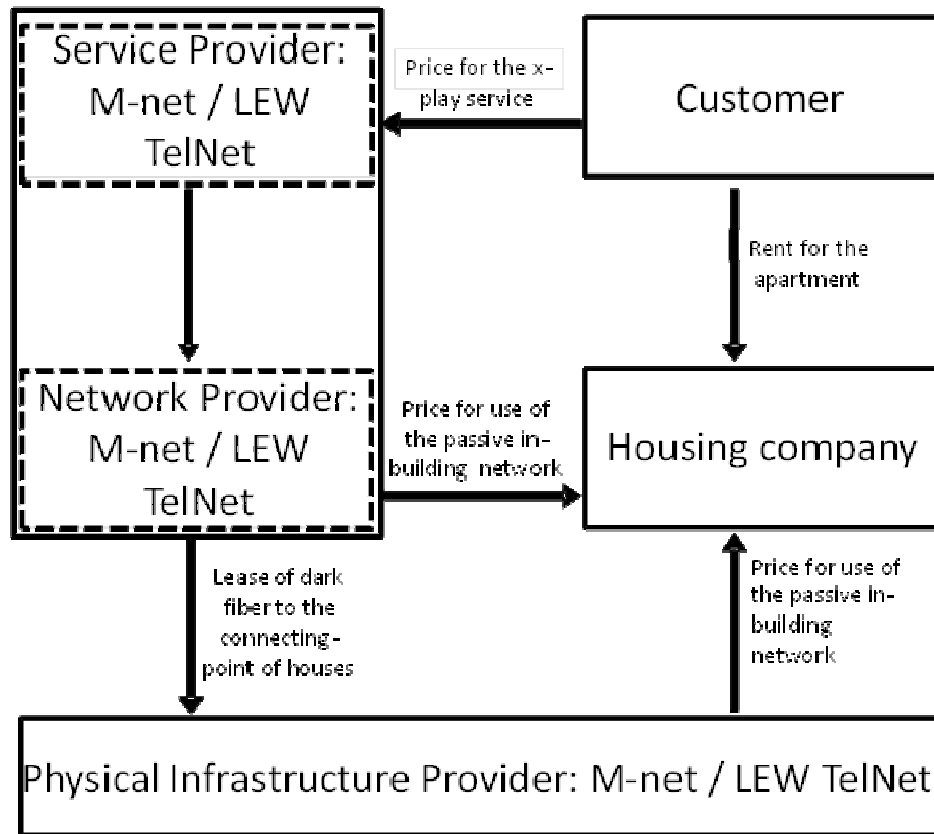 Service Provider:
M-net / LEW
TelNet
Price for the x-
play service
Customer
Rent for the
apartment
Network Provider:
M-net / LEW
TelNet
Price for use of
the passive in-
building network
Housing company
Lease of dark
fiber to the
connecting-
point of houses
Price for use of
the passive in-
building
network
Physical Infrastructure Provider: M-net / LEW TelNet